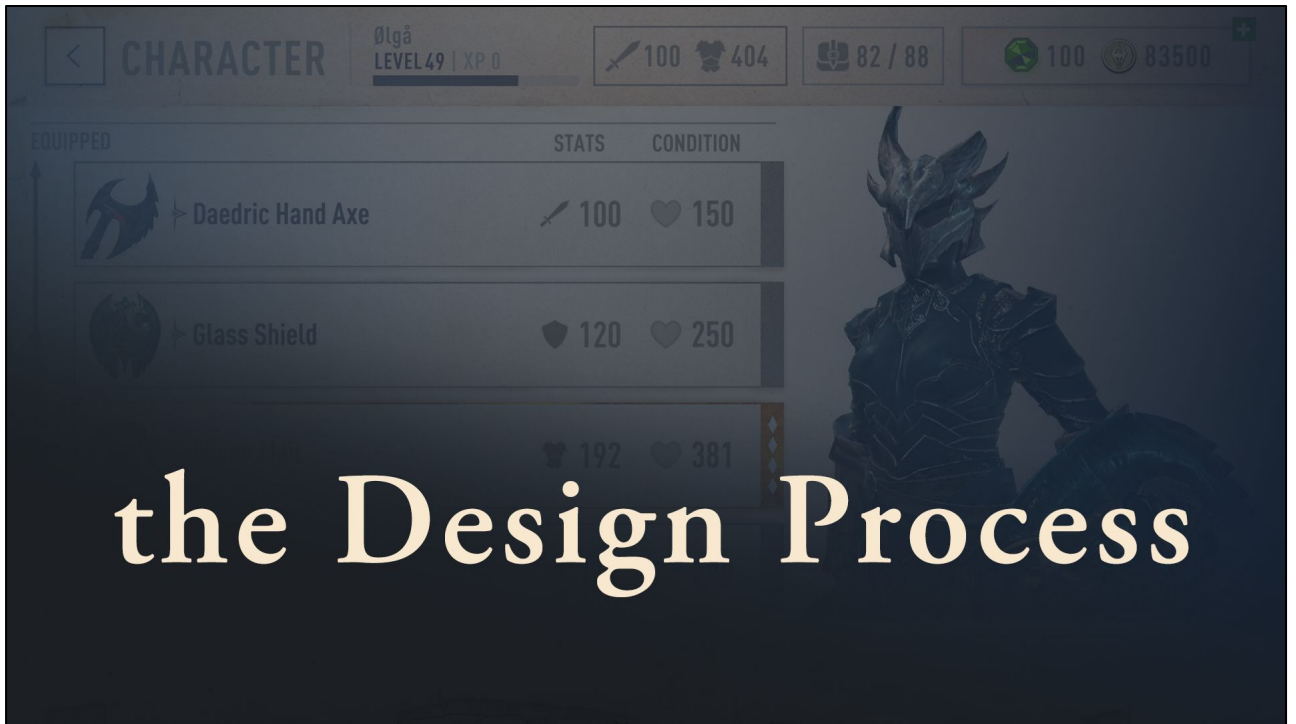 CHARACTER
Ølgå
LEVEL 49 | XP 0
100 404
82 / 88
100 83500
EQUIPPED STATS CONDITION
Daedric Hand Axe 100 150
Glass Shield 120 250
192 381
the Design Process